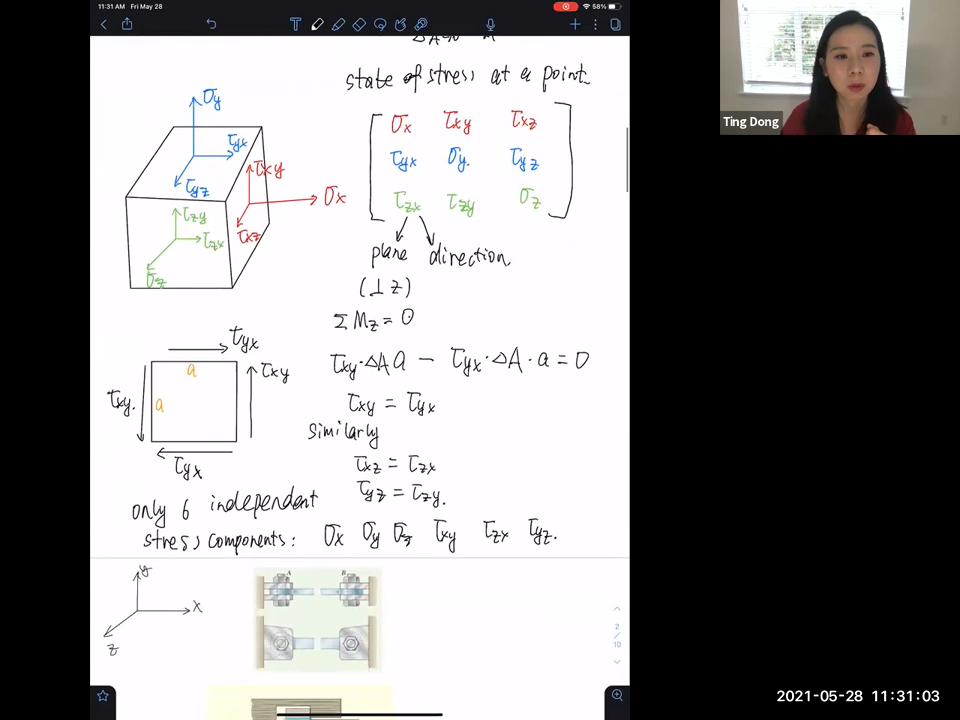 11:31 AM Fri May 28
58%
state of stress at a point
σx τxy τxz
τyx σy. τyz
τzx τzy σz
σy
τyx
τxy
τyz
σx
τxz
τzy
τzx
σz
plane direction
(⊥ z)
ΣMz = 0
τxy·ΔA a − τyx·ΔA·a = 0
τxy = τyx
similarly
τxz = τzx
τyz = τzy.
τyx
a
τxy
τxy.
a
τyx
only 6 independent
stress components: σx σy σz τxy τzx τyz.
y
x
z
A B
2
/
10
Ting Dong
2021-05-28 11:31:03